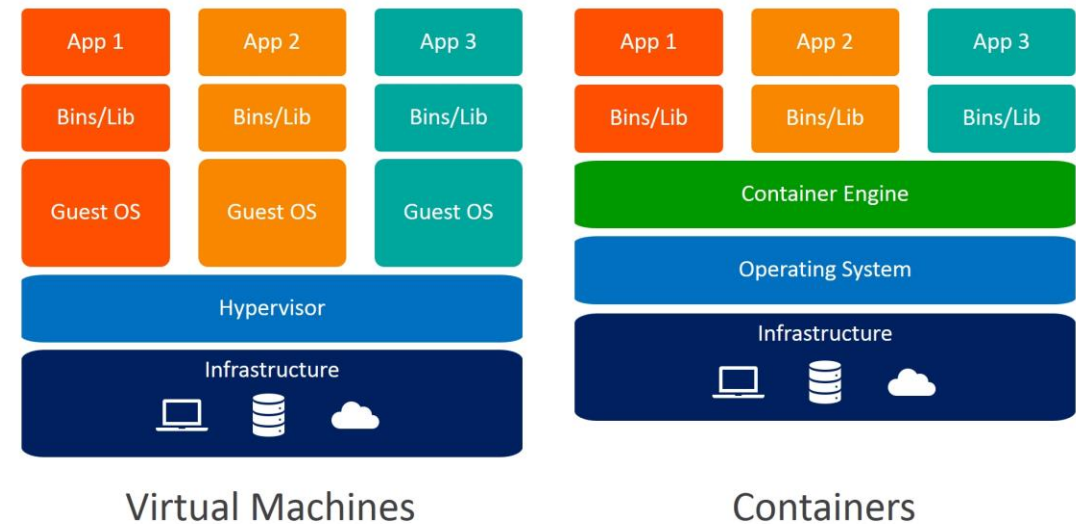 App 1
App 2
App 3
Bins/Lib
Bins/Lib
Bins/Lib
Guest OS
Guest OS
Guest OS
Hypervisor
Infrastructure
Virtual Machines
App 1
App 2
App 3
Bins/Lib
Bins/Lib
Bins/Lib
Container Engine
Operating System
Infrastructure
Containers